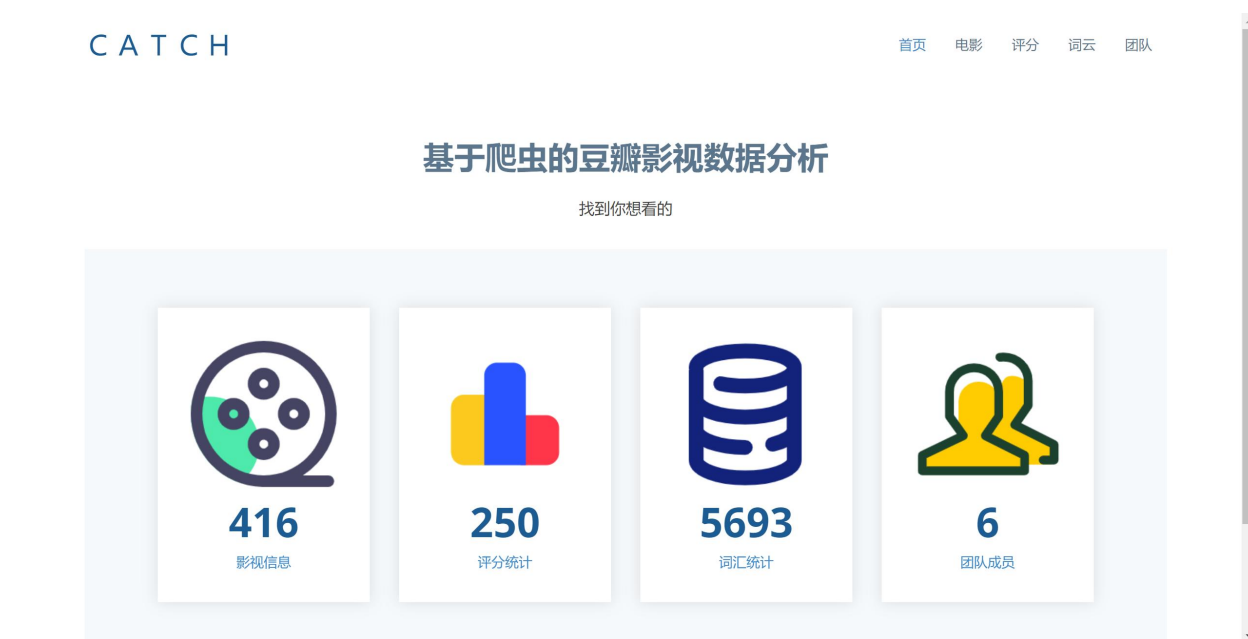 C A T C H
首页 电影 评分 词云 团队
基于爬虫的豆瓣影视数据分析
找到你想看的
416 250 5693 6
影视信息 评分统计 词汇统计 团队成员